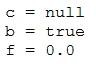 c = null
b = true
f = 0.0